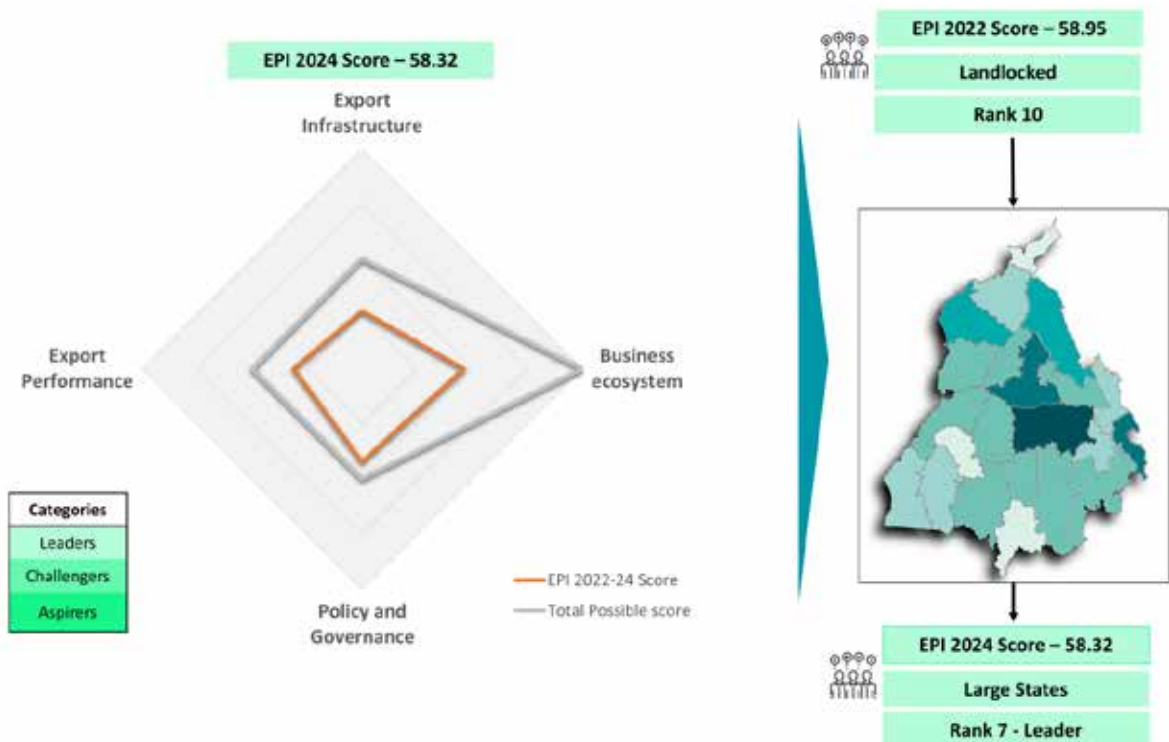 EPI 2024 Score – 58.32
Export
Infrastructure
Export
Performance
Business
ecosystem
Policy and
Governance
EPI 2022-24 Score
Total Possible score
Categories
Leaders
Challengers
Aspirers
EPI 2022 Score – 58.95
Landlocked
Rank 10
EPI 2024 Score – 58.32
Large States
Rank 7 - Leader